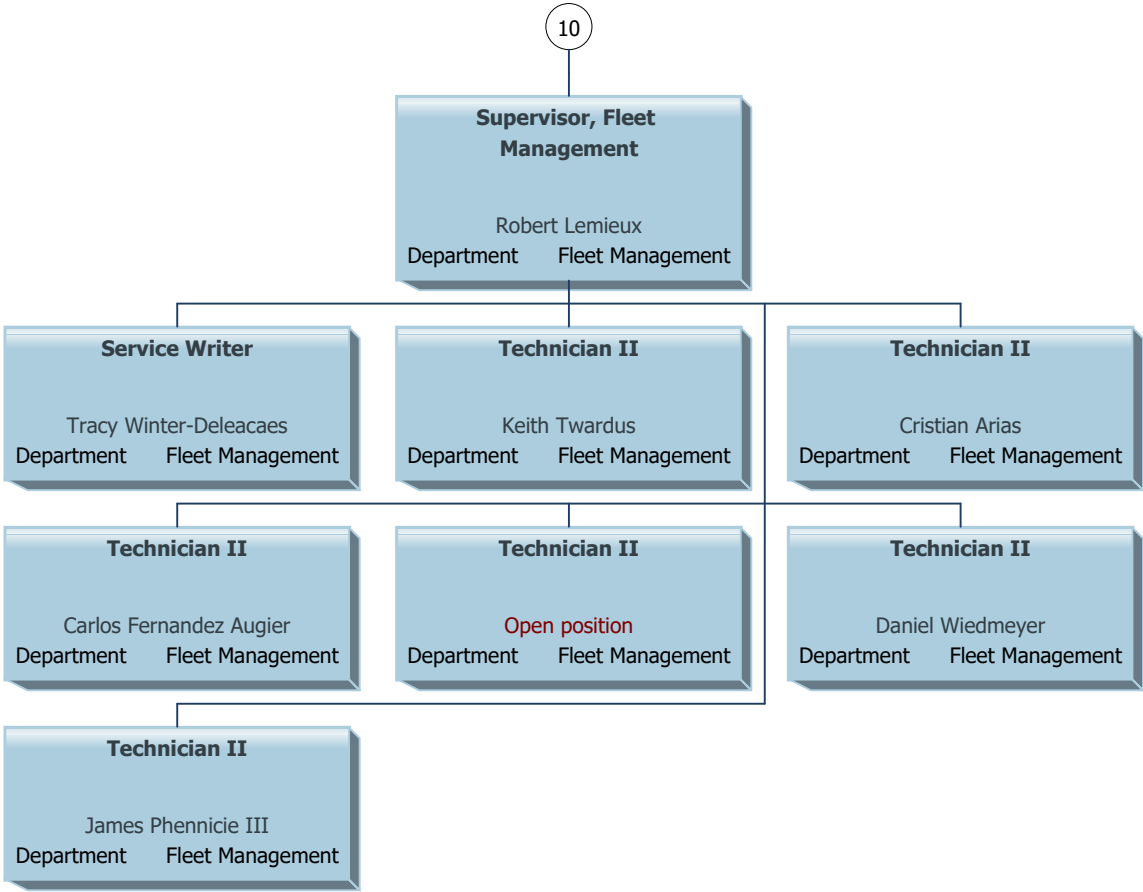 10
Supervisor, Fleet
Management
Robert Lemieux
Department Fleet Management
Service Writer
Tracy Winter-Deleacaes
Department Fleet Management
Technician II
Keith Twardus
Department Fleet Management
Technician II
Cristian Arias
Department Fleet Management
Technician II
Carlos Fernandez Augier
Department Fleet Management
Technician II
Open position
Department Fleet Management
Technician II
Daniel Wiedmeyer
Department Fleet Management
Technician II
James Phennicie III
Department Fleet Management